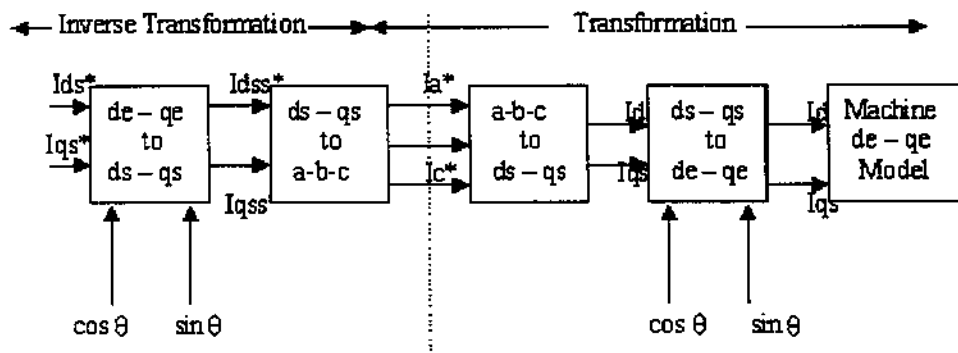 Inverse Transformation
Transformation
Ids*
Iqs*
de – qe
to
ds – qs
Idss*
Iqss
ds – qs
to
a-b-c
Ia*
Ic*
a-b-c
to
ds – qs
Id
Iqs
ds – qs
to
de – qe
Id
Iqs
Machine
de – qe
Model
cos θ
sin θ
cos θ
sin θ